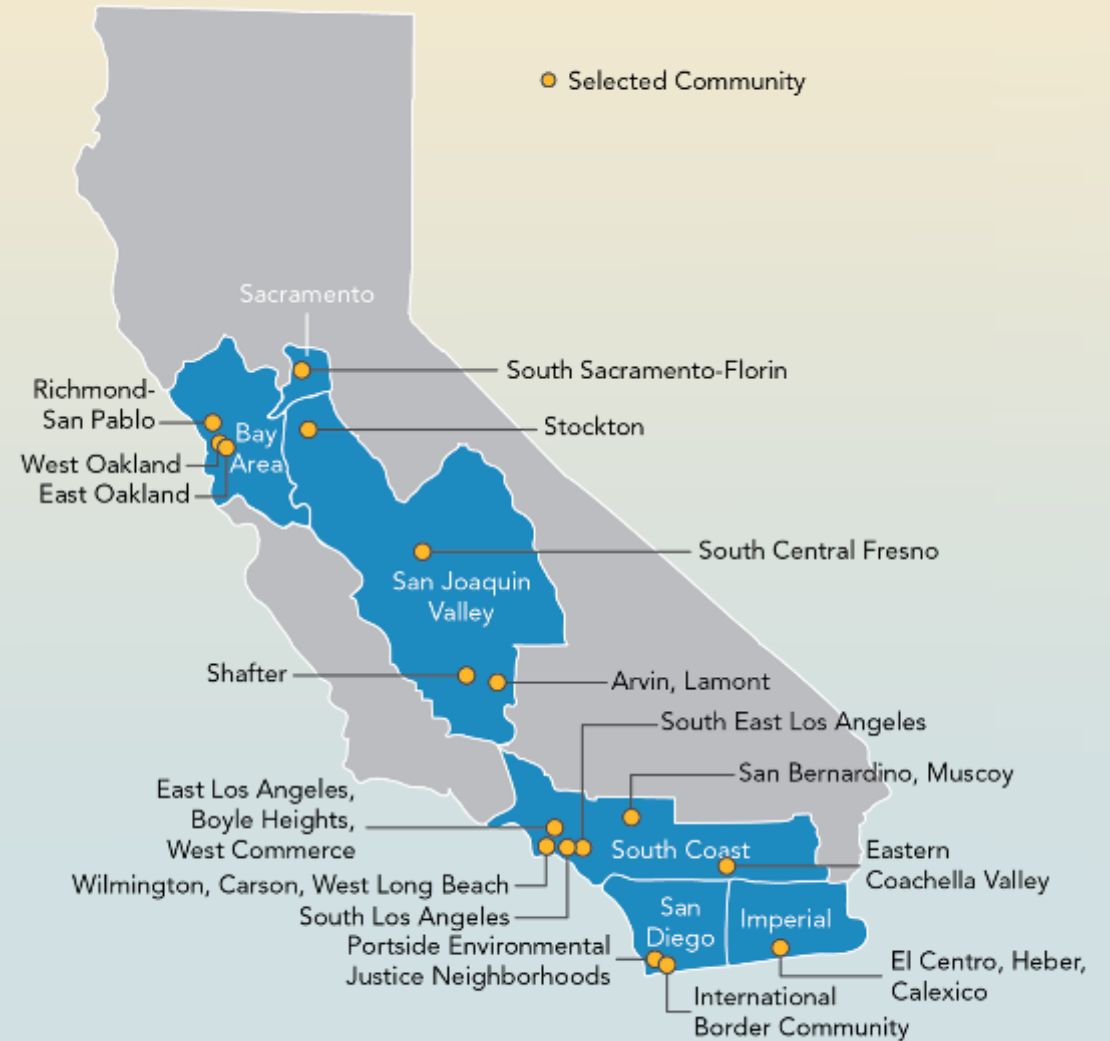 Selected Community
Sacramento
South Sacramento-Florin
Richmond-
San Pablo
Stockton
Bay
Area
West Oakland
East Oakland
South Central Fresno
San Joaquin
Valley
Shafter
Arvin, Lamont
South East Los Angeles
San Bernardino, Muscoy
East Los Angeles,
Boyle Heights,
West Commerce
South Coast
Eastern
Coachella Valley
Wilmington, Carson, West Long Beach
South Los Angeles
San
Diego
Imperial
Portside Environmental
Justice Neighborhoods
El Centro, Heber,
Calexico
International
Border Community